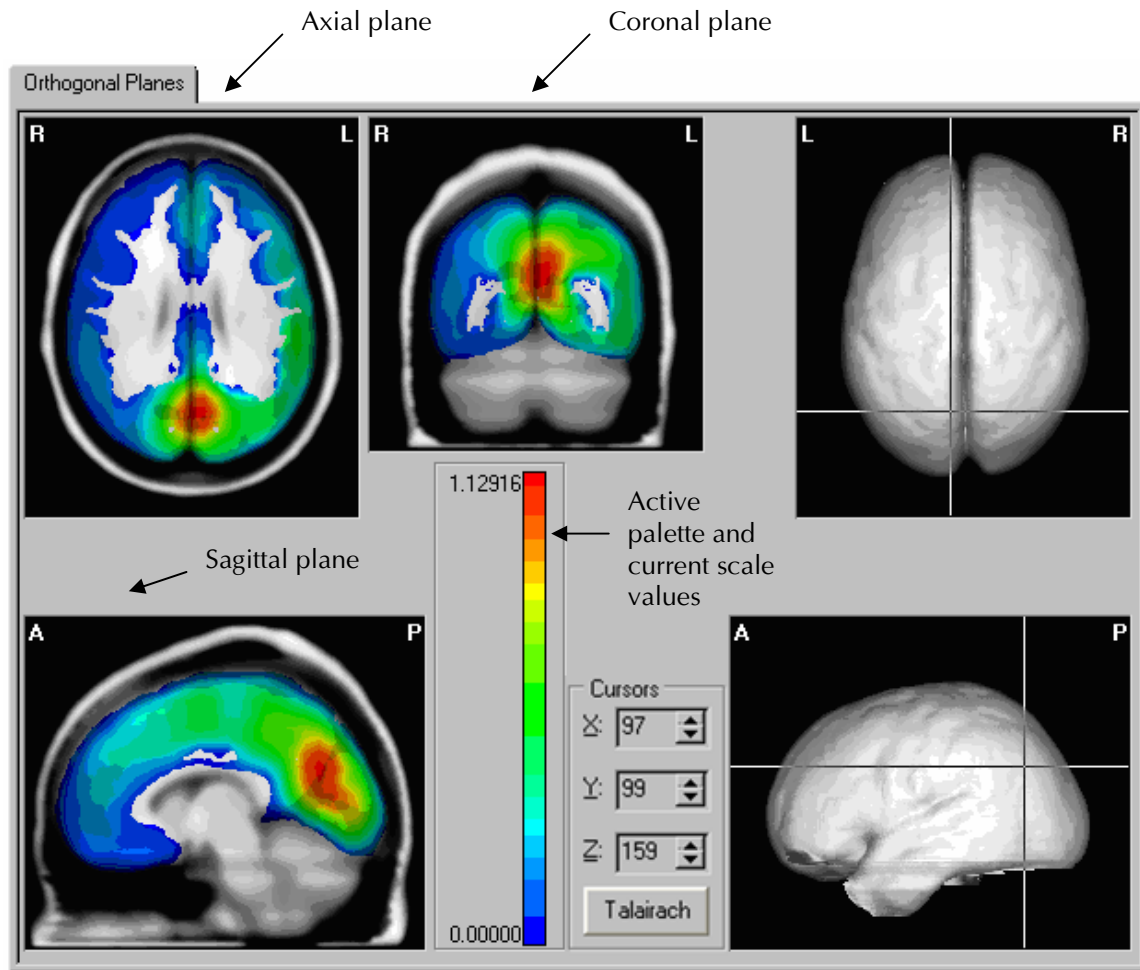 Axial plane
Coronal plane
Orthogonal Planes
R L
R L
L R
1.12916
Active
palette and
current scale
values
Sagittal plane
A P
A P
Cursors
X: 97
Y: 99
Z: 159
Talairach
0.00000